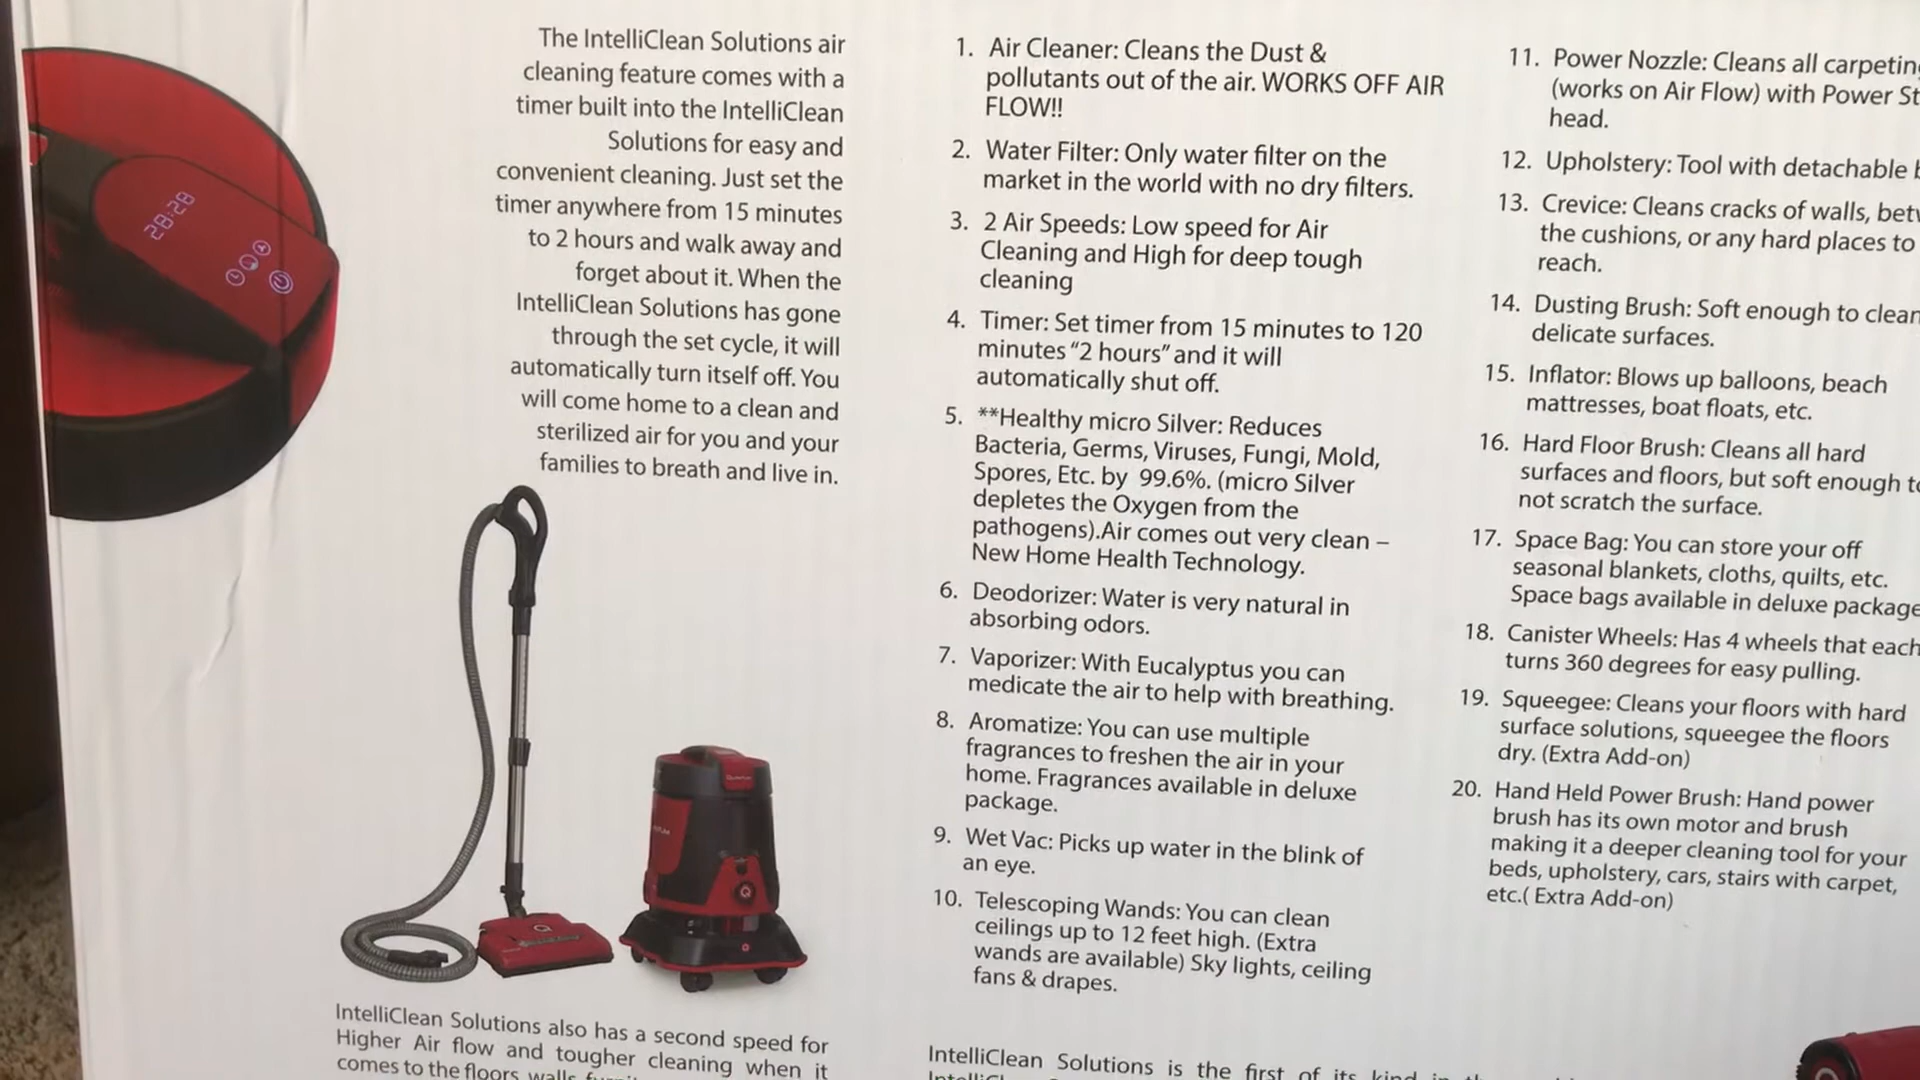 The IntelliClean Solutions air
cleaning feature comes with a
timer built into the IntelliClean
Solutions for easy and
convenient cleaning. Just set the
timer anywhere from 15 minutes
to 2 hours and walk away and
forget about it. When the
IntelliClean Solutions has gone
through the set cycle, it will
automatically turn itself off. You
will come home to a clean and
sterilized air for you and your
families to breath and live in.
28:28
Q
Q
IntelliClean Solutions also has a second speed for
Higher Air flow and tougher cleaning when it
comes to the floors, walls
1. Air Cleaner: Cleans the Dust &
pollutants out of the air. WORKS OFF AIR
FLOW!!
2. Water Filter: Only water filter on the
market in the world with no dry filters.
3. 2 Air Speeds: Low speed for Air
Cleaning and High for deep tough
cleaning
4. Timer: Set timer from 15 minutes to 120
minutes “2 hours” and it will
automatically shut off.
5. **Healthy micro Silver: Reduces
Bacteria, Germs, Viruses, Fungi, Mold,
Spores, Etc. by 99.6%. (micro Silver
depletes the Oxygen from the
pathogens).Air comes out very clean –
New Home Health Technology.
6. Deodorizer: Water is very natural in
absorbing odors.
7. Vaporizer: With Eucalyptus you can
medicate the air to help with breathing.
8. Aromatize: You can use multiple
fragrances to freshen the air in your
home. Fragrances available in deluxe
package.
9. Wet Vac: Picks up water in the blink of
an eye.
10. Telescoping Wands: You can clean
ceilings up to 12 feet high. (Extra
wands are available) Sky lights, ceiling
fans & drapes.
IntelliClean Solutions is the first of its kind in
11. Power Nozzle: Cleans all carpeting
(works on Air Flow) with Power St
head.
12. Upholstery: Tool with detachable b
13. Crevice: Cleans cracks of walls, betw
the cushions, or any hard places to
reach.
14. Dusting Brush: Soft enough to clean
delicate surfaces.
15. Inflator: Blows up balloons, beach
mattresses, boat floats, etc.
16. Hard Floor Brush: Cleans all hard
surfaces and floors, but soft enough to
not scratch the surface.
17. Space Bag: You can store your off
seasonal blankets, cloths, quilts, etc.
Space bags available in deluxe package
18. Canister Wheels: Has 4 wheels that each
turns 360 degrees for easy pulling.
19. Squeegee: Cleans your floors with hard
surface solutions, squeegee the floors
dry. (Extra Add-on)
20. Hand Held Power Brush: Hand power
brush has its own motor and brush
making it a deeper cleaning tool for your
beds, upholstery, cars, stairs with carpet,
etc.( Extra Add-on)